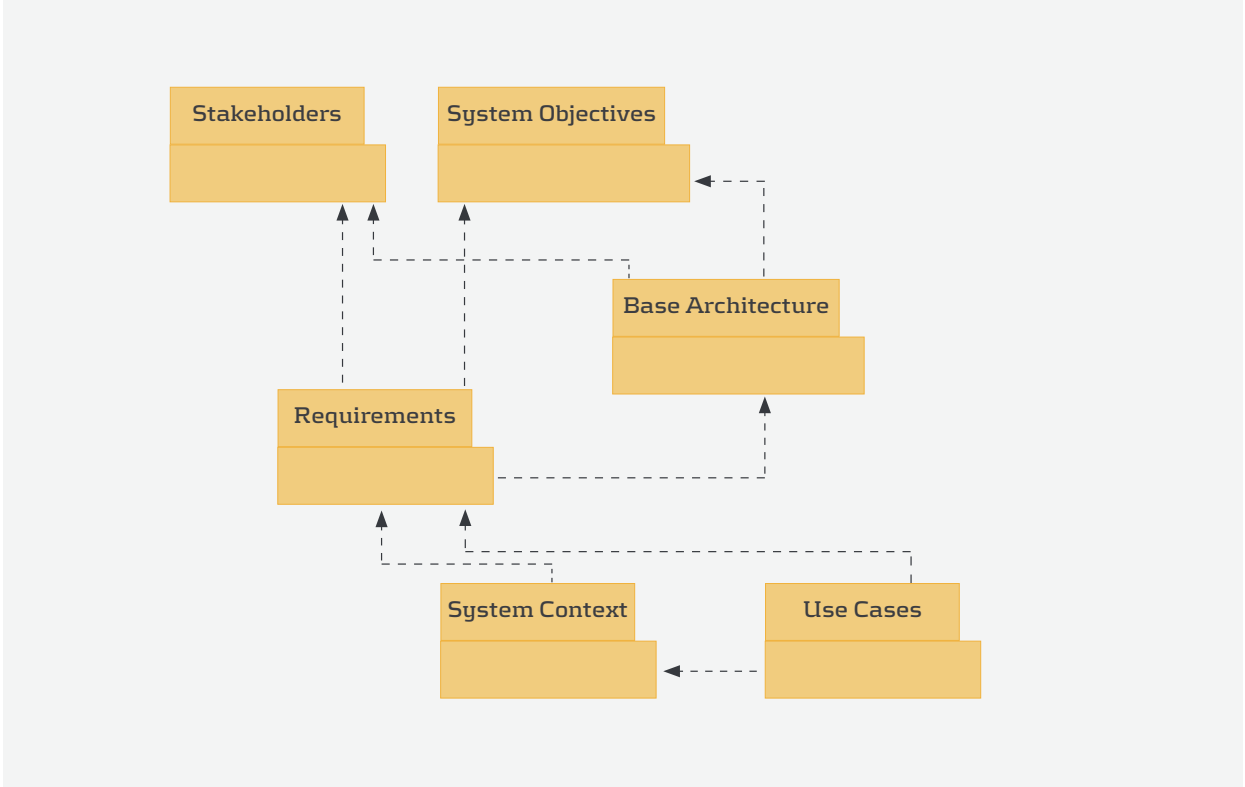 Stakeholders
System Objectives
Base Architecture
Requirements
System Context
Use Cases